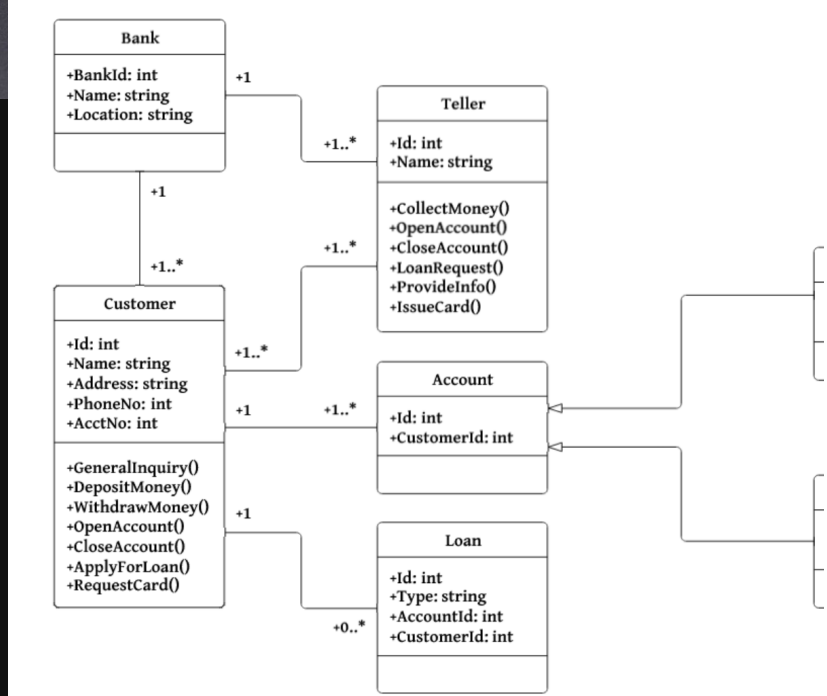 Bank
+BankId: int
+Name: string
+Location: string
+1
+1..*
Teller
+Id: int
+Name: string
+CollectMoney()
+OpenAccount()
+CloseAccount()
+LoanRequest()
+ProvideInfo()
+IssueCard()
+1
+1..*
+1..*
+1..*
Customer
+Id: int
+Name: string
+Address: string
+PhoneNo: int
+AcctNo: int
+GeneralInquiry()
+DepositMoney()
+WithdrawMoney()
+OpenAccount()
+CloseAccount()
+ApplyForLoan()
+RequestCard()
+1
+1..*
Account
+Id: int
+CustomerId: int
+1
+0..*
Loan
+Id: int
+Type: string
+AccountId: int
+CustomerId: int